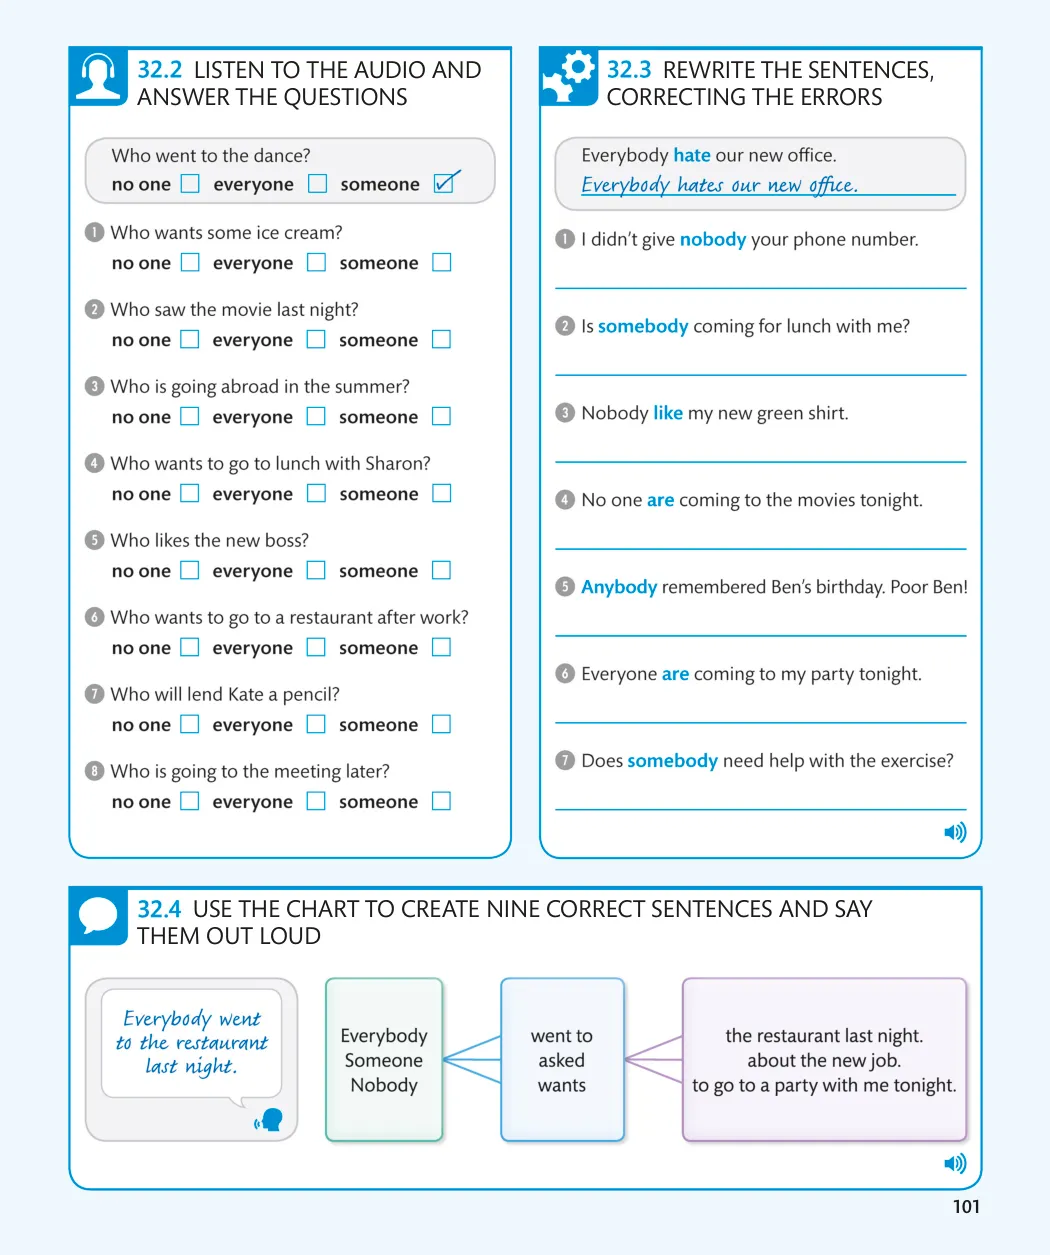 32.2 LISTEN TO THE AUDIO AND
ANSWER THE QUESTIONS
Who went to the dance?
no one everyone someone
1 Who wants some ice cream?
no one everyone someone
2 Who saw the movie last night?
no one everyone someone
3 Who is going abroad in the summer?
no one everyone someone
4 Who wants to go to lunch with Sharon?
no one everyone someone
5 Who likes the new boss?
no one everyone someone
6 Who wants to go to a restaurant after work?
no one everyone someone
7 Who will lend Kate a pencil?
no one everyone someone
8 Who is going to the meeting later?
no one everyone someone
32.3 REWRITE THE SENTENCES,
CORRECTING THE ERRORS
Everybody hate our new office.
Everybody hates our new office.
1 I didn't give nobody your phone number.
2 Is somebody coming for lunch with me?
3 Nobody like my new green shirt.
4 No one are coming to the movies tonight.
5 Anybody remembered Ben's birthday. Poor Ben!
6 Everyone are coming to my party tonight.
7 Does somebody need help with the exercise?
32.4 USE THE CHART TO CREATE NINE CORRECT SENTENCES AND SAY
THEM OUT LOUD
Everybody went
to the restaurant
last night.
Everybody
Someone
Nobody
went to
asked
wants
the restaurant last night.
about the new job.
to go to a party with me tonight.
101